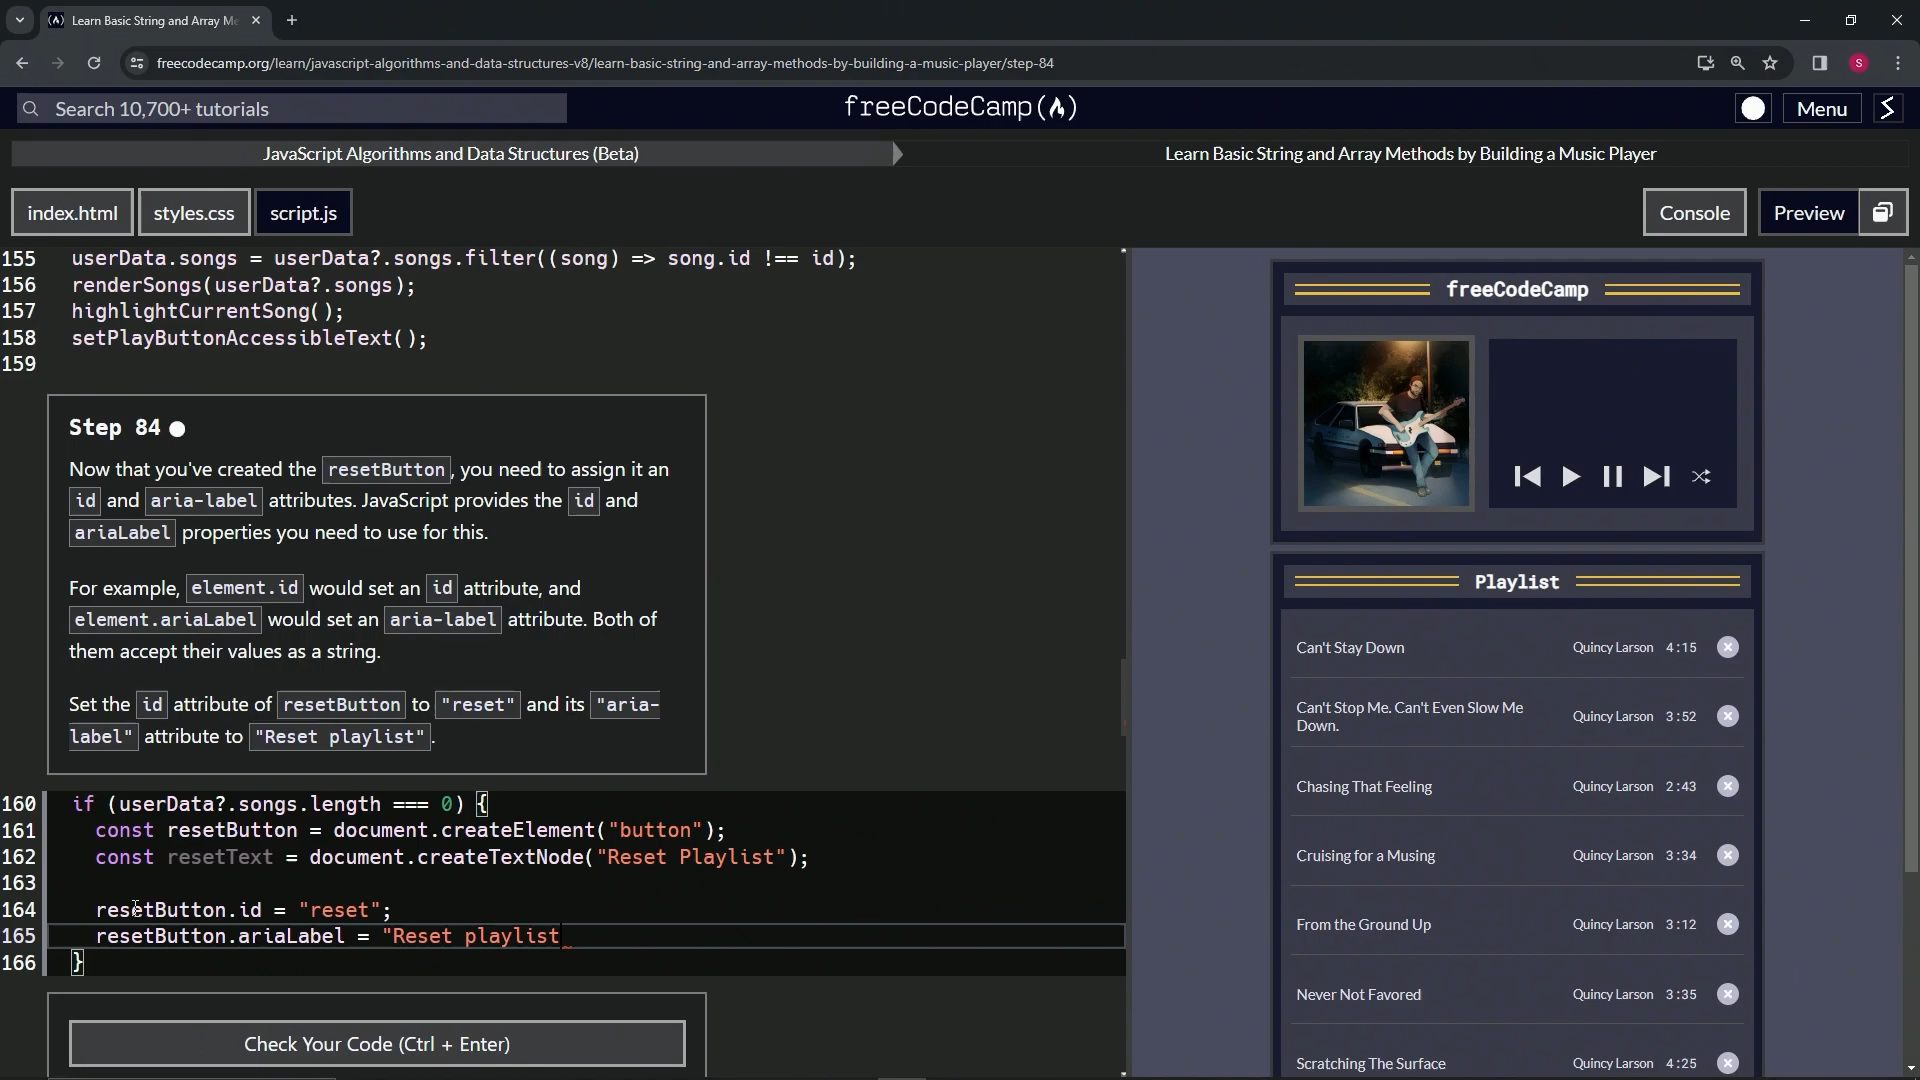 Learn Basic String and Array Me
freecodecamp.org/learn/javascript-algorithms-and-data-structures-v8/learn-basic-string-and-array-methods-by-building-a-music-player/step-84
S
Search 10,700+ tutorials
freeCodeCamp
Menu
JavaScript Algorithms and Data Structures (Beta)
Learn Basic String and Array Methods by Building a Music Player
index.html
styles.css
script.js
Console
Preview
155 userData.songs = userData?.songs.filter((song) => song.id !== id);
156 renderSongs(userData?.songs);
157 highlightCurrentSong();
158 setPlayButtonAccessibleText();
159
Step 84
Now that you've created the resetButton, you need to assign it an
id and aria-label attributes. JavaScript provides the id and
ariaLabel properties you need to use for this.
For example, element.id would set an id attribute, and
element.ariaLabel would set an aria-label attribute. Both of
them accept their values as a string.
Set the id attribute of resetButton to "reset" and its "aria-
label" attribute to "Reset playlist".
160 if (userData?.songs.length === 0) {
161 const resetButton = document.createElement("button");
162 const resetText = document.createTextNode("Reset Playlist");
163
164 resetButton.id = "reset";
165 resetButton.ariaLabel = "Reset playlist
166 }
Check Your Code (Ctrl + Enter)
freeCodeCamp
Playlist
Can't Stay Down Quincy Larson 4:15
Can't Stop Me. Can't Even Slow Me
Down. Quincy Larson 3:52
Chasing That Feeling Quincy Larson 2:43
Cruising for a Musing Quincy Larson 3:34
From the Ground Up Quincy Larson 3:12
Never Not Favored Quincy Larson 3:35
Scratching The Surface Quincy Larson 4:25